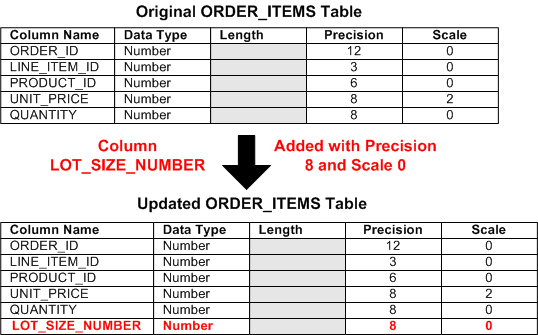 Original ORDER_ITEMS Table
Column Name Data Type Length Precision Scale
ORDER_ID Number 12 0
LINE_ITEM_ID Number 3 0
PRODUCT_ID Number 6 0
UNIT_PRICE Number 8 2
QUANTITY Number 8 0
Column Added with Precision
LOT_SIZE_NUMBER 8 and Scale 0
Updated ORDER_ITEMS Table
Column Name Data Type Length Precision Scale
ORDER_ID Number 12 0
LINE_ITEM_ID Number 3 0
PRODUCT_ID Number 6 0
UNIT_PRICE Number 8 2
QUANTITY Number 8 0
LOT_SIZE_NUMBER Number 8 0